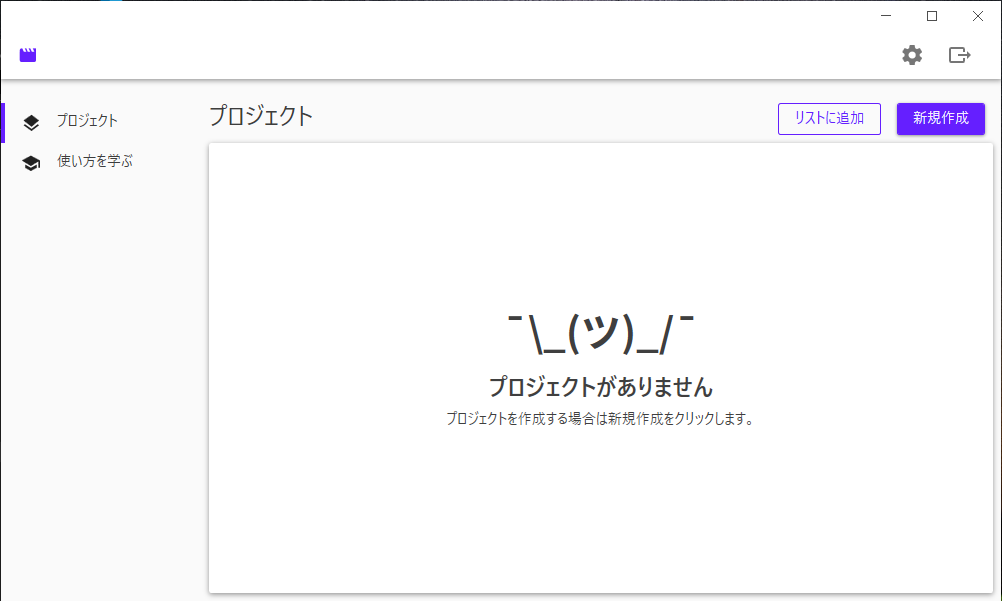 プロジェクト
使い方を学ぶ
プロジェクト
リストに追加
新規作成
¯\_(ツ)_/¯
プロジェクトがありません
プロジェクトを作成する場合は新規作成をクリックします。